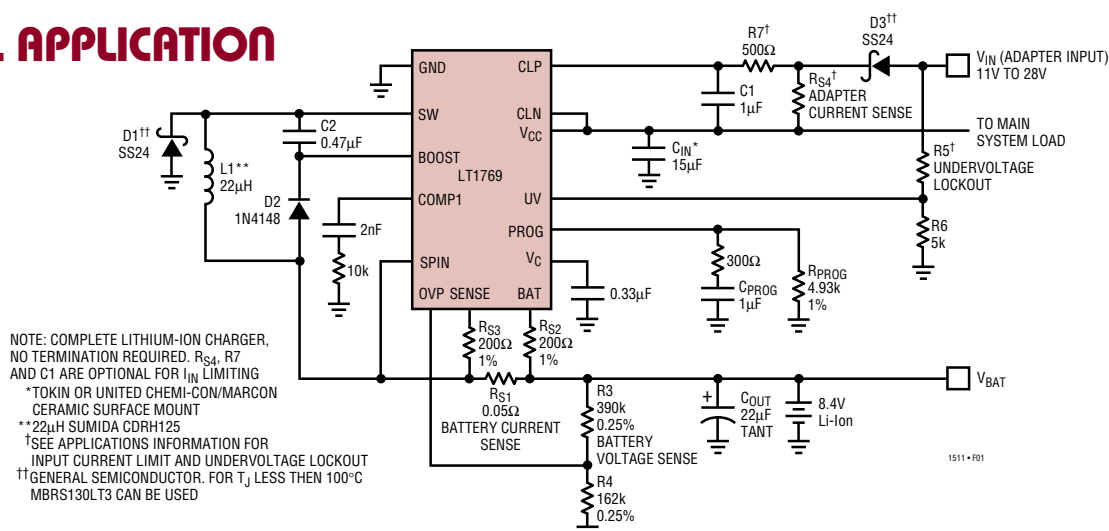 . APPLICATION
GND
SW
BOOST
COMP1
SPIN
OVP SENSE
LT1769
CLP
CLN
VCC
UV
PROG
VC
BAT
D1††
SS24
L1**
22µH
C2
0.47µF
D2
1N4148
2nF
10k
R7†
500Ω
C1
1µF
RS4†
ADAPTER
CURRENT SENSE
D3††
SS24
VIN (ADAPTER INPUT)
11V TO 28V
CIN*
15µF
TO MAIN
SYSTEM LOAD
R5†
UNDERVOLTAGE
LOCKOUT
R6
5k
300Ω
CPROG
1µF
RPROG
4.93k
1%
0.33µF
RS3
200Ω
1%
RS2
200Ω
1%
RS1
0.05Ω
BATTERY CURRENT
SENSE
R3
390k
0.25%
BATTERY
VOLTAGE SENSE
R4
162k
0.25%
+
COUT
22µF
TANT
8.4V
Li-Ion
VBAT
NOTE: COMPLETE LITHIUM-ION CHARGER,
NO TERMINATION REQUIRED. RS4, R7
AND C1 ARE OPTIONAL FOR IIN LIMITING
*TOKIN OR UNITED CHEMI-CON/MARCON
CERAMIC SURFACE MOUNT
**22µH SUMIDA CDRH125
†SEE APPLICATIONS INFORMATION FOR
INPUT CURRENT LIMIT AND UNDERVOLTAGE LOCKOUT
††GENERAL SEMICONDUCTOR. FOR TJ LESS THEN 100°C
MBRS130LT3 CAN BE USED
1511 • F01